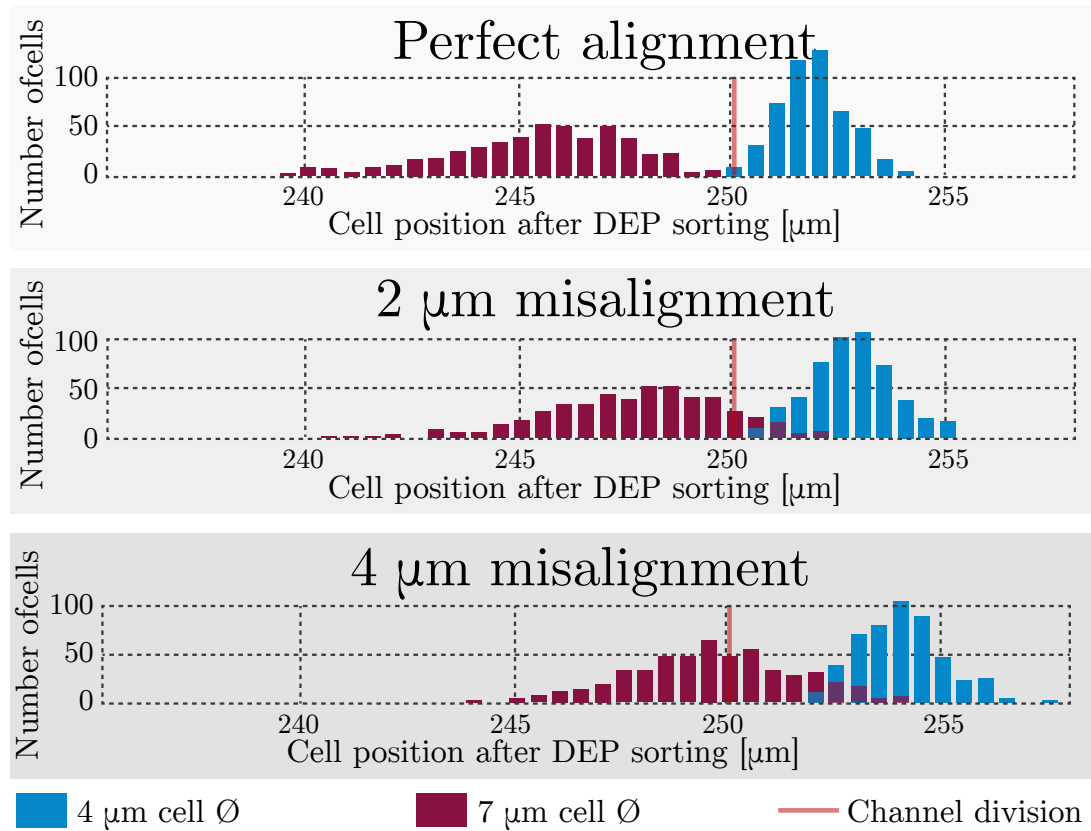 Perfect alignment
Number ofcells
100
50
0
240 245 250 255
Cell position after DEP sorting [µm]
2 µm misalignment
Number ofcells
100
50
0
240 245 250 255
Cell position after DEP sorting [µm]
4 µm misalignment
Number ofcells
100
50
0
240 245 250 255
Cell position after DEP sorting [µm]
4 µm cell Ø 7 µm cell Ø Channel division